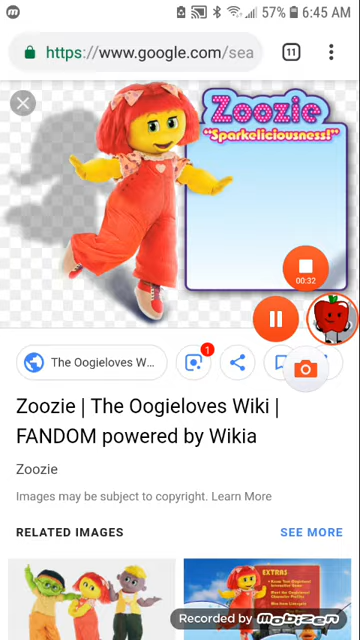 57% 6:45 AM
https://www.google.com/sea
11
Zoozie
"Sparkeliciousness!"
00:32
The Oogieloves W...
1
Zoozie | The Oogieloves Wiki |
FANDOM powered by Wikia
Zoozie
Images may be subject to copyright. Learn More
RELATED IMAGES
SEE MORE
EXTRAS
Recorded by Mobizen